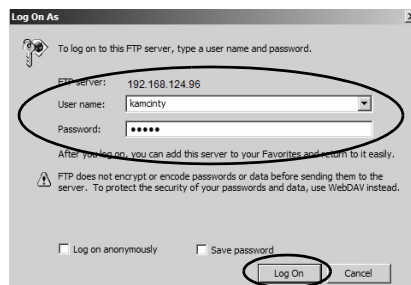 Log On As
To log on to this FTP server, type a user name and password.
FTP server: 192.168.124.96
User name: kamcinty
Password: •••••
After you log on, you can add this server to your Favorites and return to it easily.
FTP does not encrypt or encode passwords or data before sending them to the
server. To protect the security of your passwords and data, use WebDAV instead.
Log on anonymously Save password
Log On Cancel